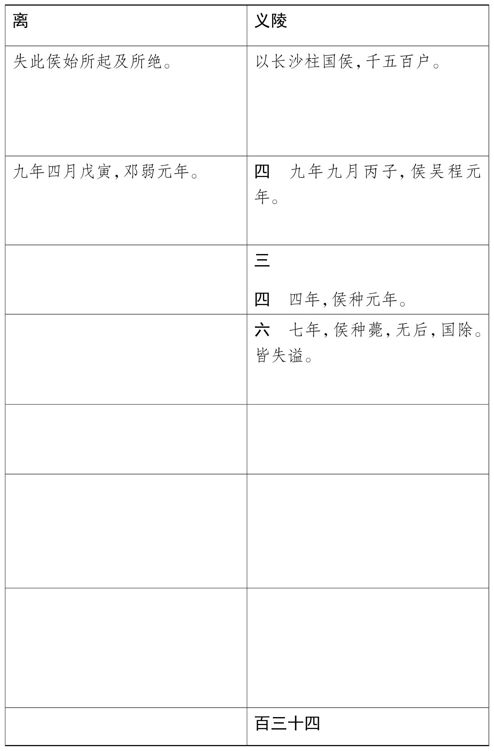 离
义陵
失此侯始所起及所绝。
以长沙柱国侯，千五百户。
九年四月戊寅，邓弱元年。
四　九年九月丙子，侯吴程元
年。
三
四　四年，侯种元年。
六　七年，侯种薨，无后，国除。
皆失谥。
百三十四